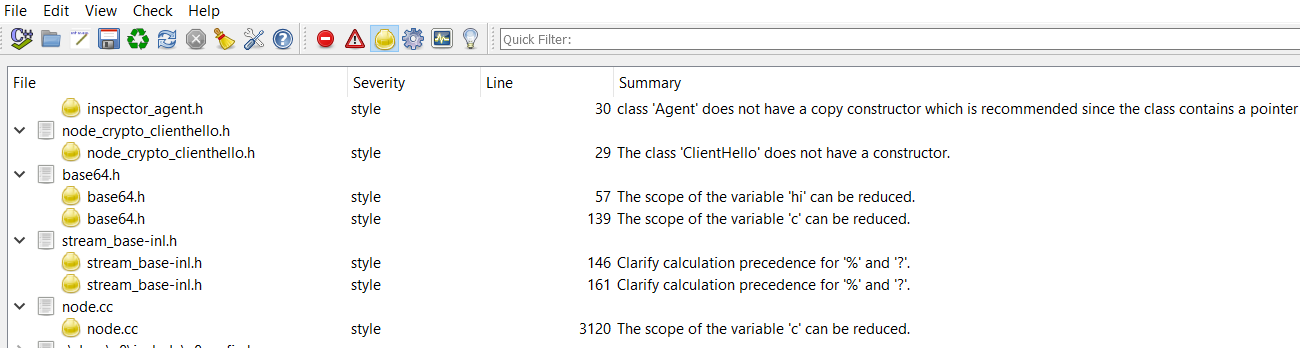 File Edit View Check Help
Quick Filter:
File Severity Line Summary
inspector_agent.h style 30 class 'Agent' does not have a copy constructor which is recommended since the class contains a pointer
node_crypto_clienthello.h
node_crypto_clienthello.h style 29 The class 'ClientHello' does not have a constructor.
base64.h
base64.h style 57 The scope of the variable 'hi' can be reduced.
base64.h style 139 The scope of the variable 'c' can be reduced.
stream_base-inl.h
stream_base-inl.h style 146 Clarify calculation precedence for '%' and '?'.
stream_base-inl.h style 161 Clarify calculation precedence for '%' and '?'.
node.cc
node.cc style 3120 The scope of the variable 'c' can be reduced.